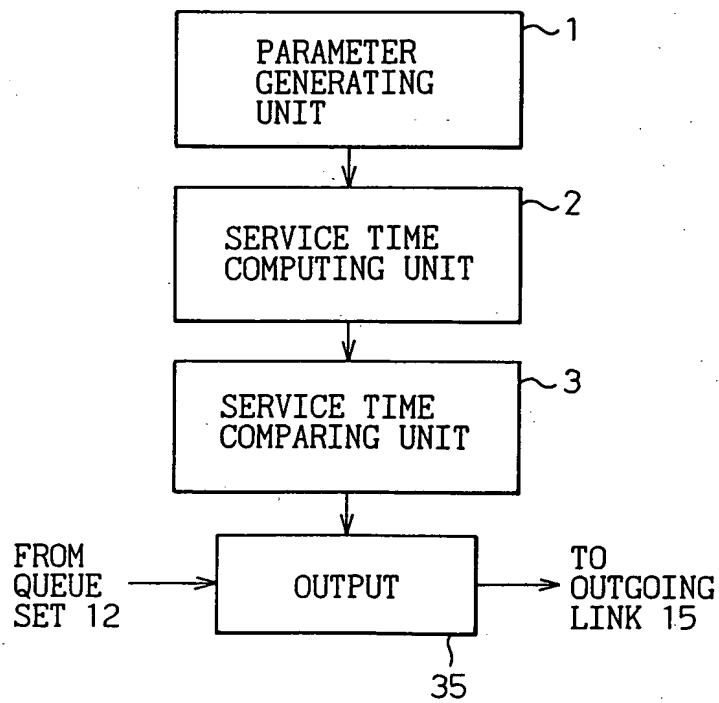 1
PARAMETER
GENERATING
UNIT
2
SERVICE TIME
COMPUTING UNIT
3
SERVICE TIME
COMPARING UNIT
FROM
QUEUE
SET 12
OUTPUT
TO
OUTGOING
LINK 15
35